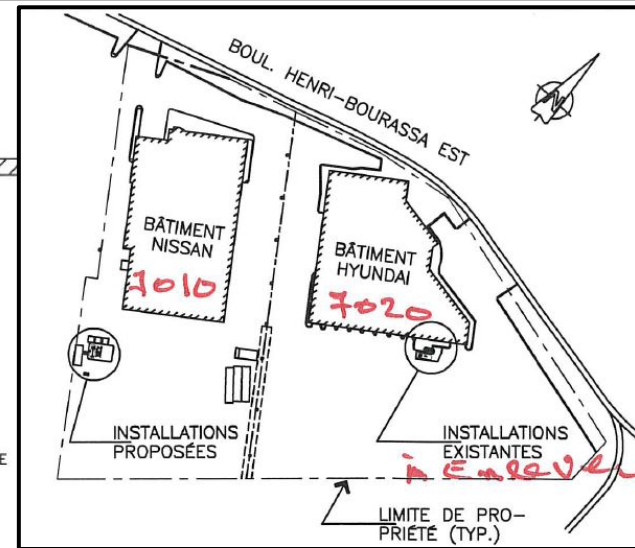 BOUL. HENRI-BOURASSA EST
BÂTIMENT
NISSAN
7010
BÂTIMENT
HYUNDAI
7020
INSTALLATIONS
PROPOSÉES
INSTALLATIONS
EXISTANTES
LIMITE DE PRO-
PRIÉTÉ (TYP.)
E